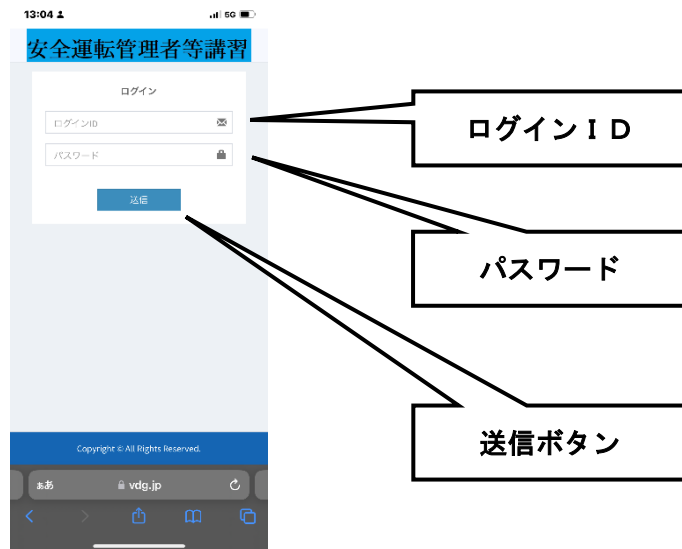 13:04
5G
安全運転管理者等講習
ログイン
ログインID
パスワード
送信
ログインＩＤ
パスワード
送信ボタン
Copyright © All Rights Reserved.
ぁあ
vdg.jp